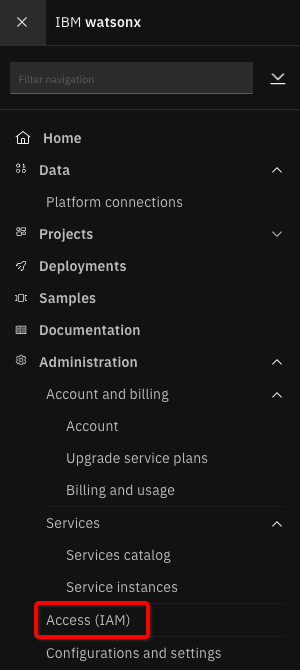 IBM watsonx
Filter navigation
Home
Data
Platform connections
Projects
Deployments
Samples
Documentation
Administration
Account and billing
Account
Upgrade service plans
Billing and usage
Services
Services catalog
Service instances
Access (IAM)
Configurations and settings